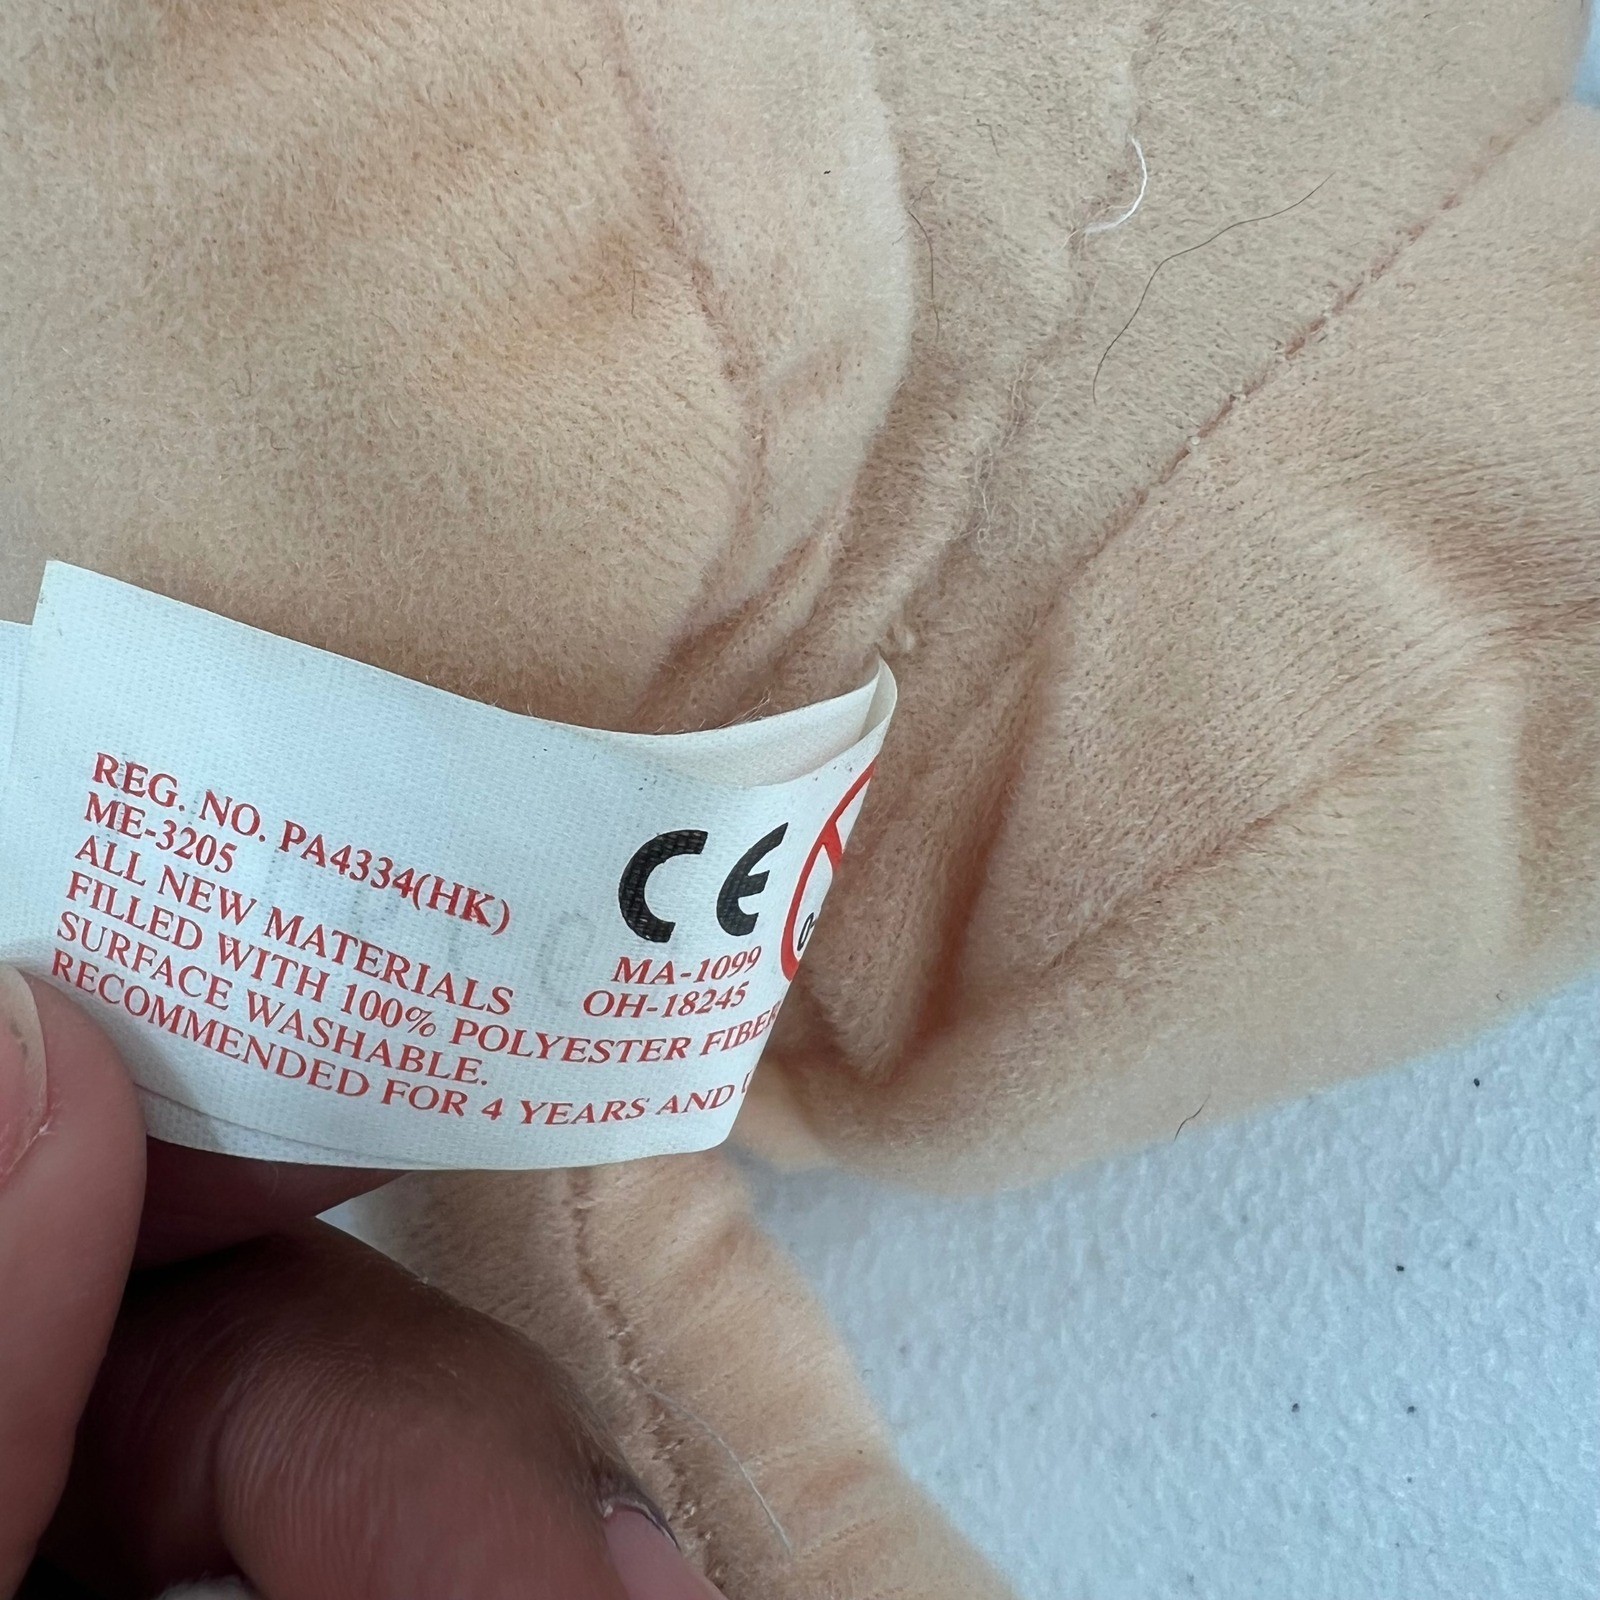 REG. NO. PA4334(HK)
ME-3205
ALL NEW MATERIALS
FILLED WITH 100% POLYESTER FIBER
SURFACE WASHABLE.
RECOMMENDED FOR 4 YEARS AND
CE
MA-1099
OH-18245